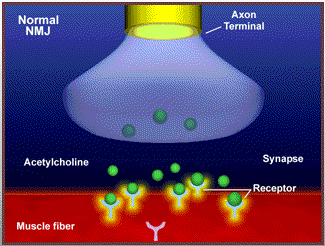 Normal
NMJ
Axon
Terminal
Acetylcholine
Synapse
Receptor
Muscle fiber